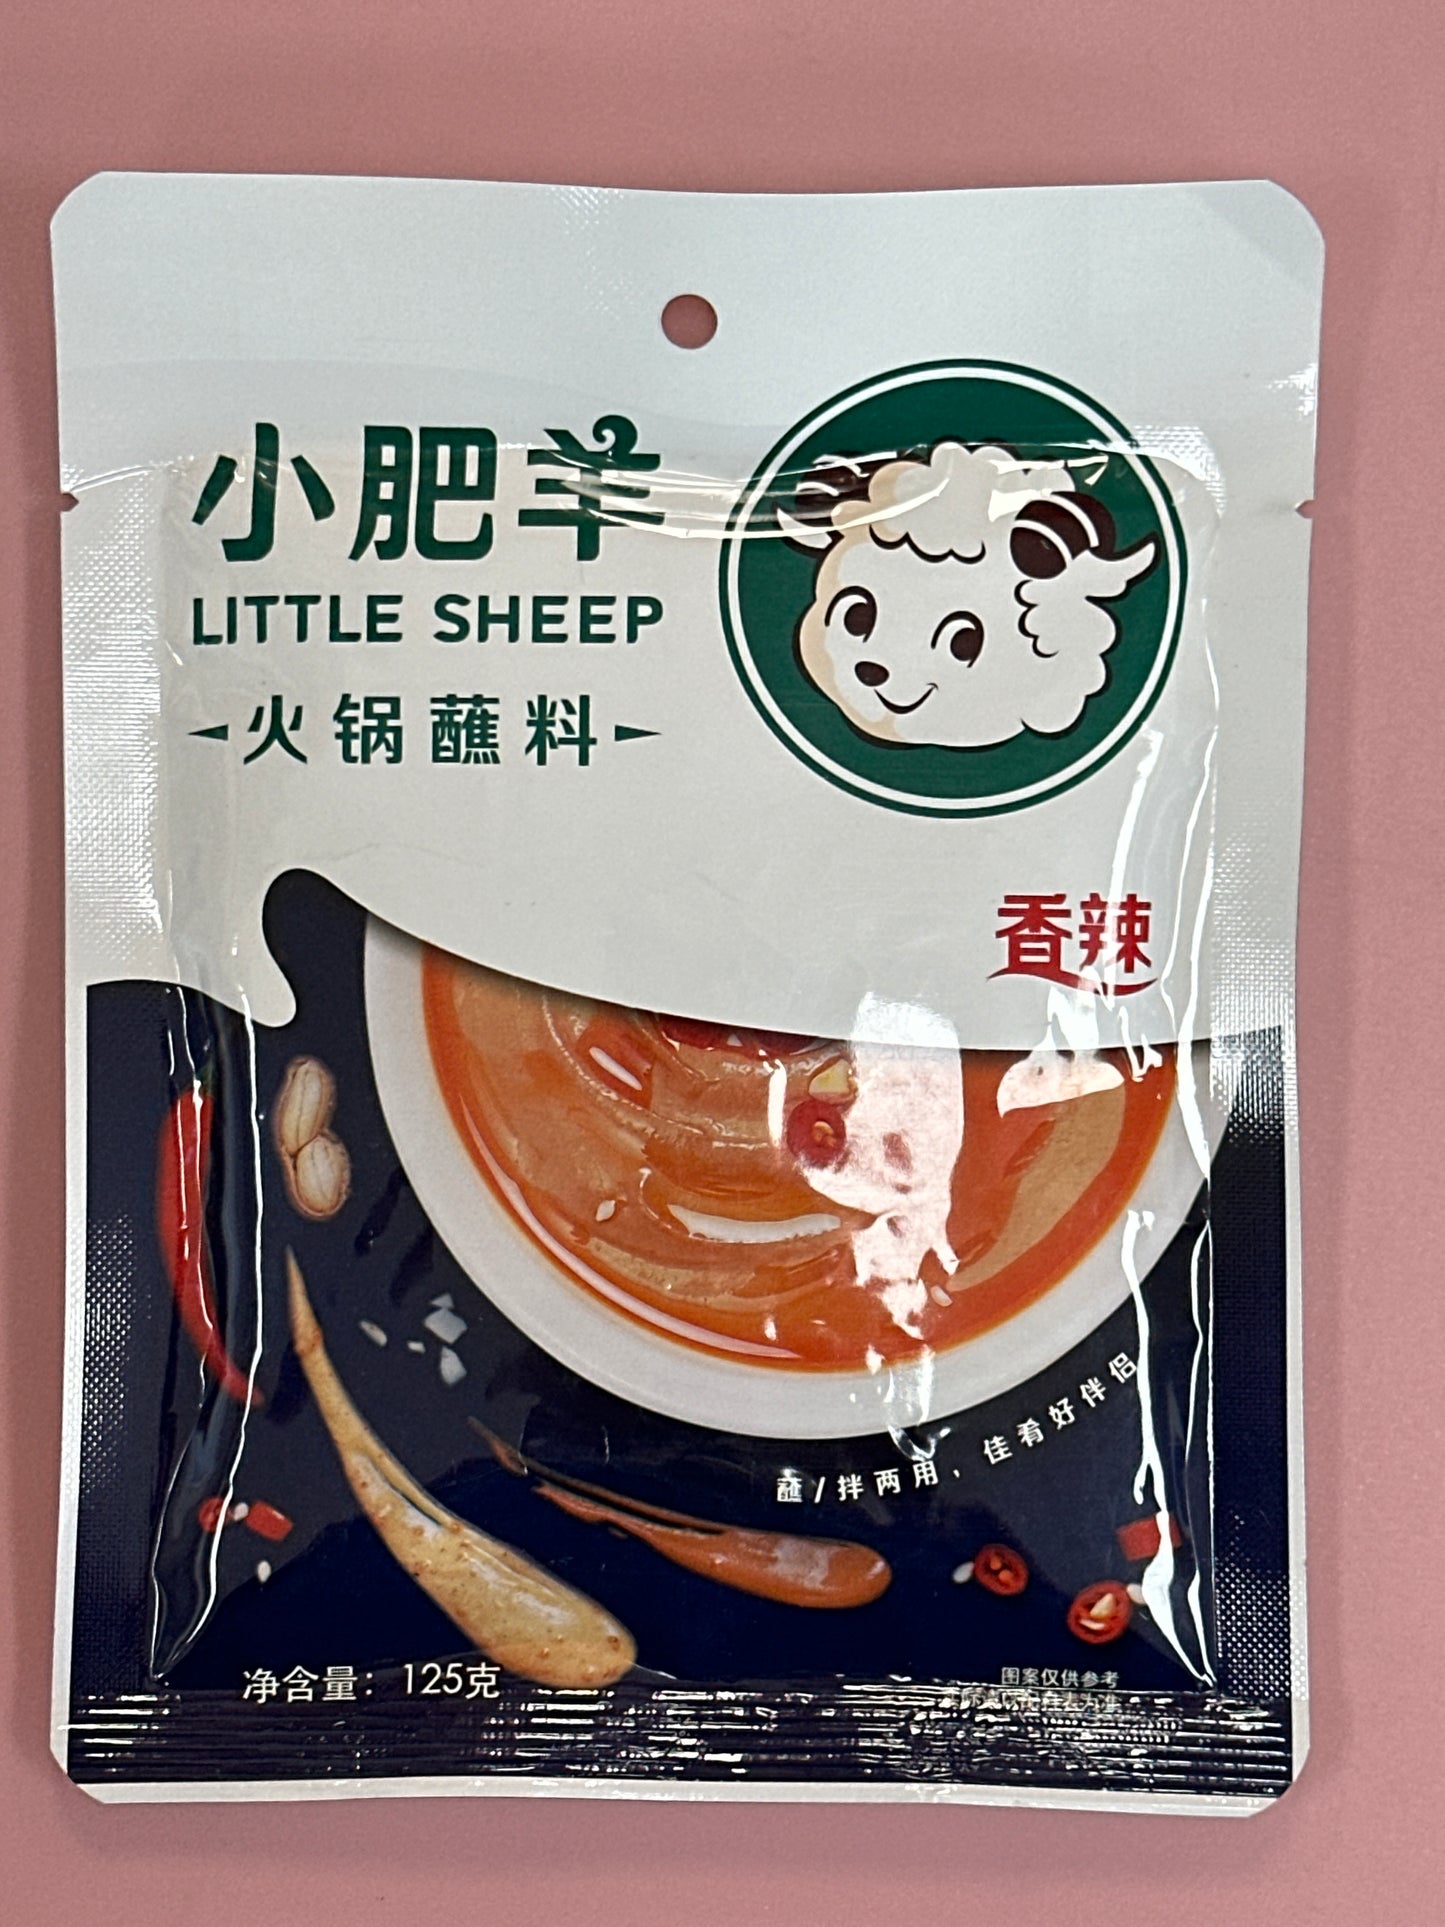 小肥羊
LITTLE SHEEP
火锅蘸料
香辣
蘸/拌两用，佳肴好伴侣
净含量：125克
图案仅供参考